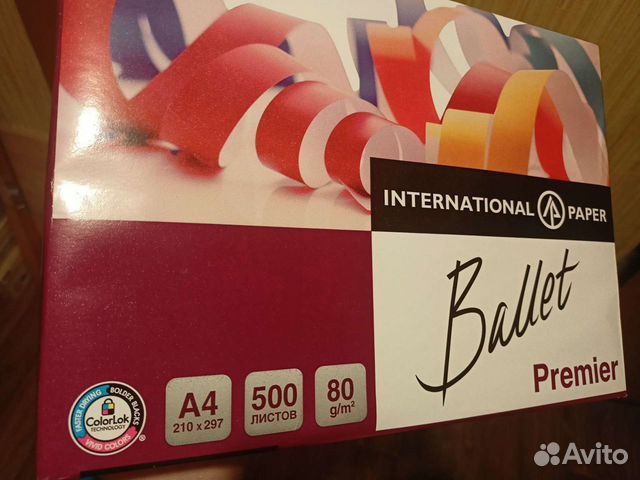 INTERNATIONAL PAPER
Ballet
Premier
A4
210 x 297
500
ЛИСТОВ
80
g/m²
FASTER DRYING BOLDER BLACKS
ColorLok
TECHNOLOGY
VIVID COLORS
®
Avito